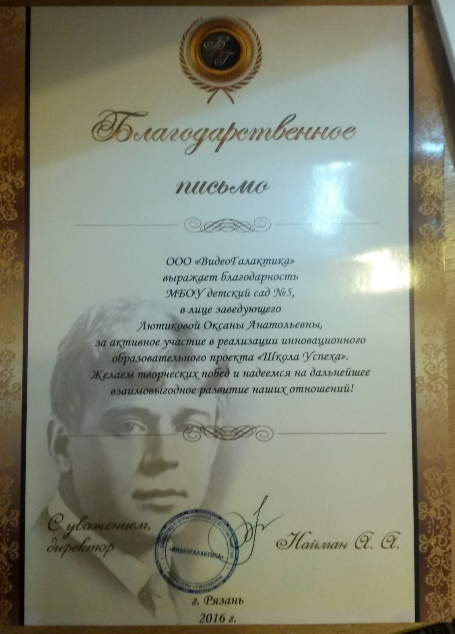 ВГ
Благодарственное
письмо
ООО «ВидеоГалактика»
выражает благодарность
МБОУ детский сад №5,
в лице заведующего
Лютиковой Оксаны Анатольевны,
за активное участие в реализации инновационного
образовательного проекта «Школа Успеха».
Желаем творческих побед и надеемся на дальнейшее
взаимовыгодное развитие наших отношений!
С уважением,
директор
«ВИДЕОГАЛАКТИКА»
Найман А. А.
г. Рязань
2016 г.